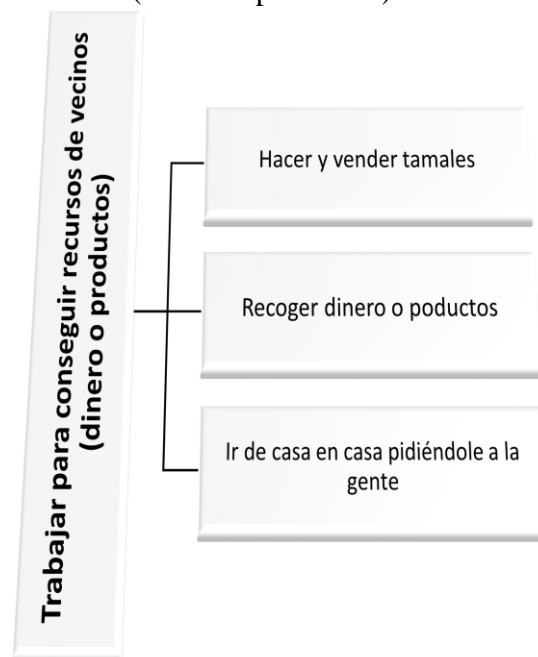 Trabajar para conseguir recursos de vecinos
(dinero o productos)
Hacer y vender tamales
Recoger dinero o poductos
Ir de casa en casa pidiéndole a la
gente